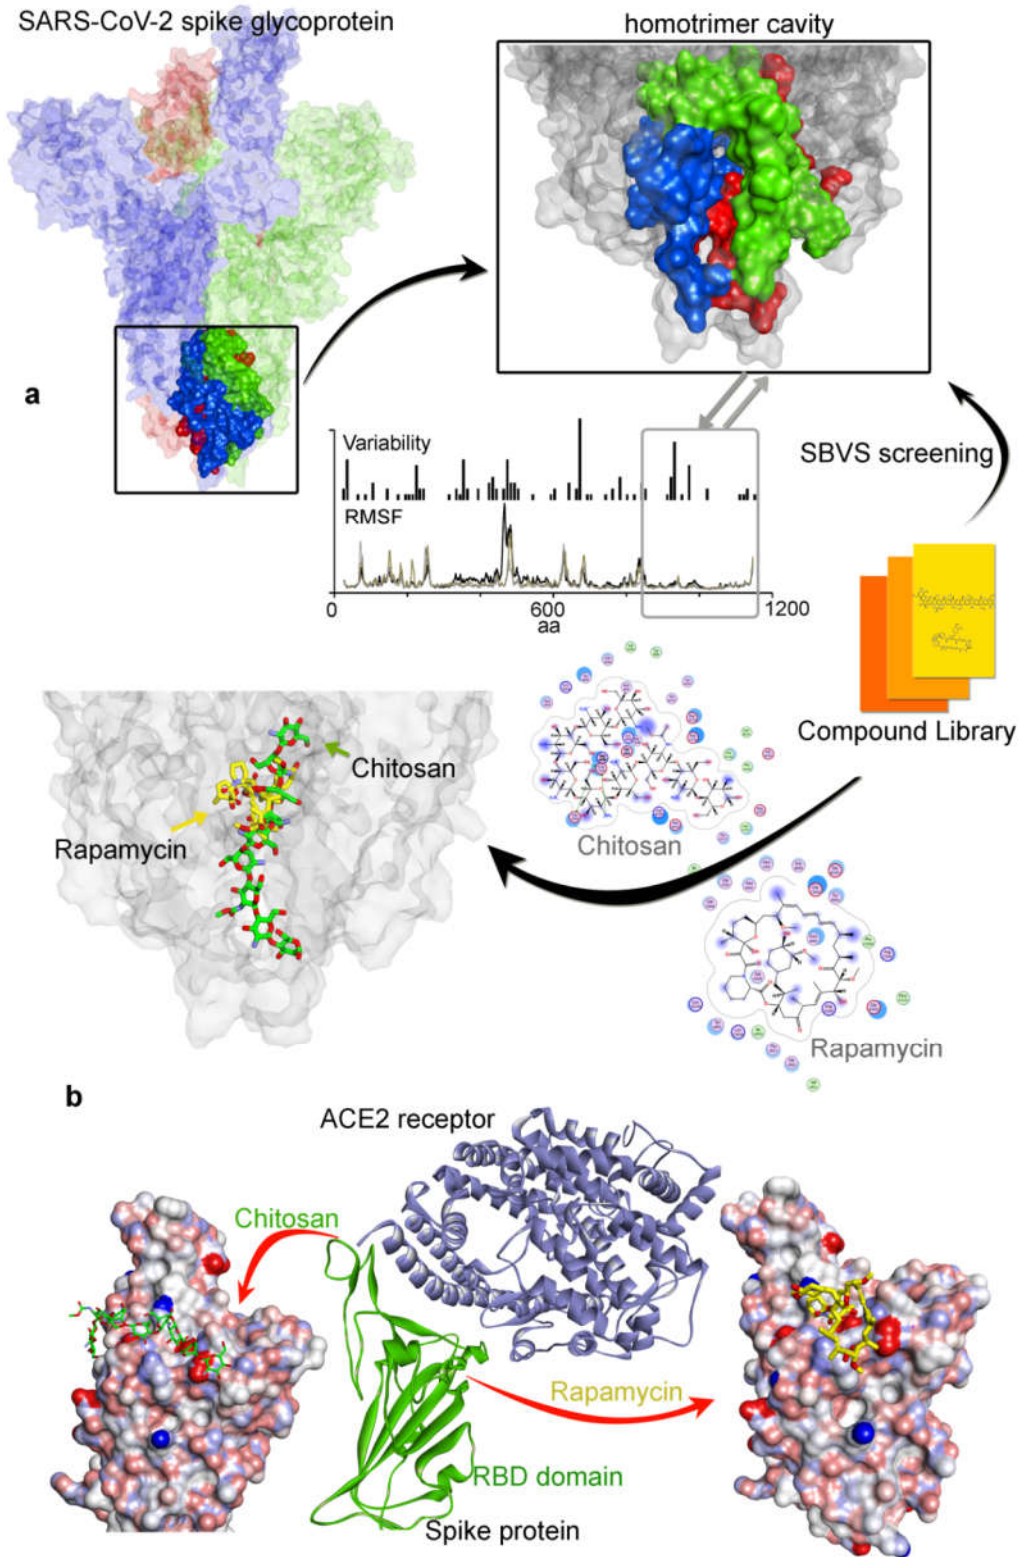 SARS-CoV-2 spike glycoprotein
homotrimer cavity
a
Variability
RMSF
0
600
1200
aa
SBVS screening
Compound Library
Chitosan
Rapamycin
Chitosan
Rapamycin
b
ACE2 receptor
Chitosan
Rapamycin
RBD domain
Spike protein